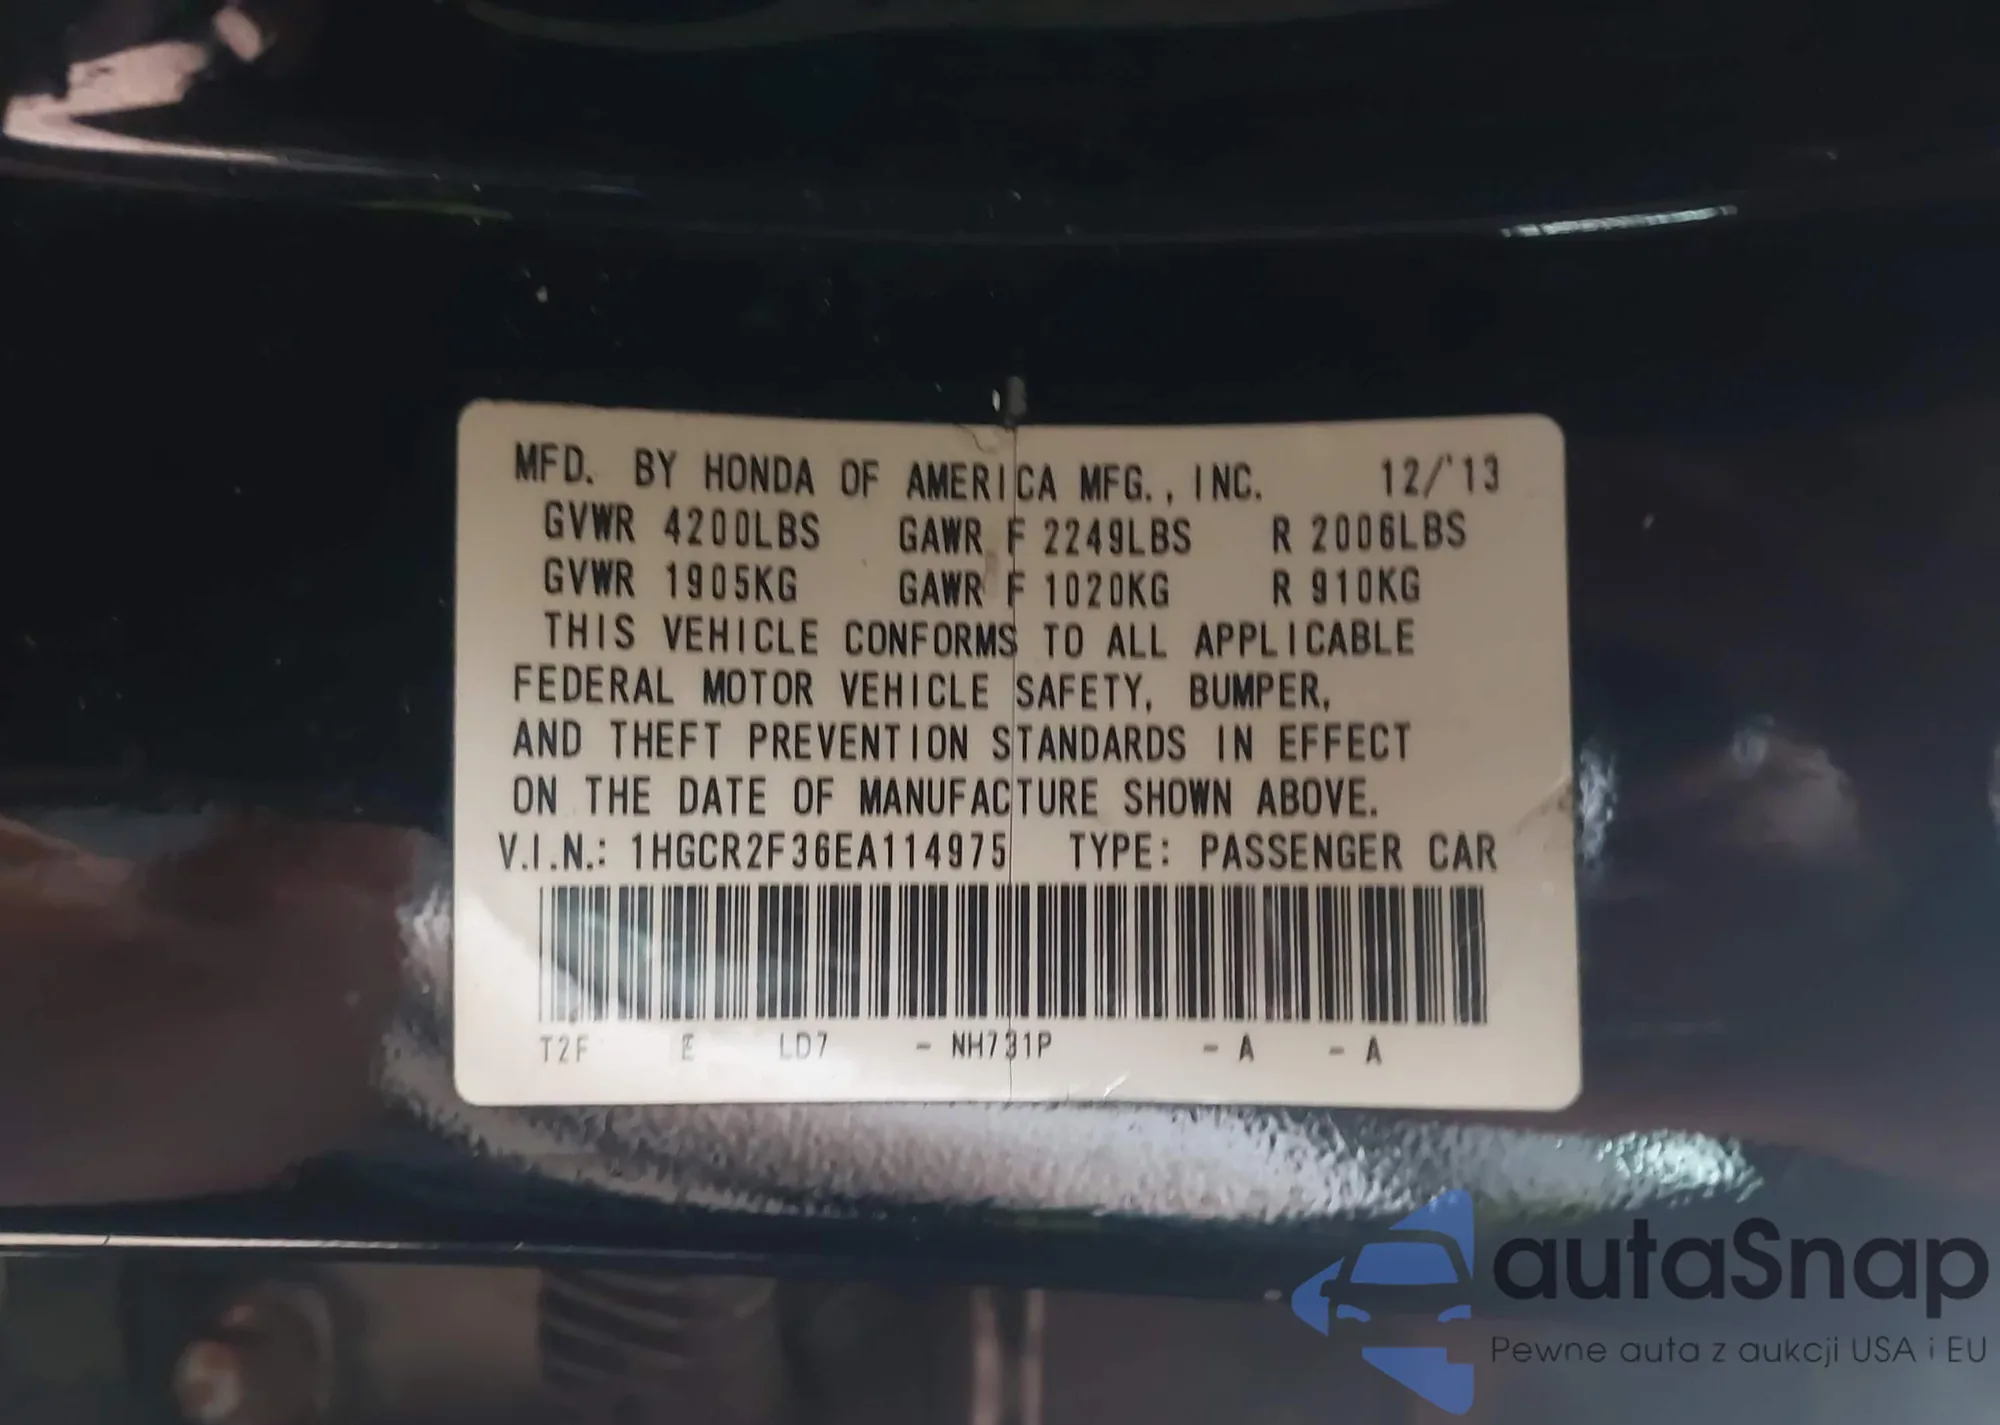 MFD. BY HONDA OF AMERICA MFG., INC. 12/'13
GVWR 4200LBS GAWR F 2249LBS R 2006LBS
GVWR 1905KG GAWR F 1020KG R 910KG
THIS VEHICLE CONFORMS TO ALL APPLICABLE
FEDERAL MOTOR VEHICLE SAFETY, BUMPER,
AND THEFT PREVENTION STANDARDS IN EFFECT
ON THE DATE OF MANUFACTURE SHOWN ABOVE.
V.I.N.: 1HGCR2F36EA114975 TYPE: PASSENGER CAR
T2F E LD7 - NH731P - A - A
autaSnap
Pewne auta z aukcji USA i EU